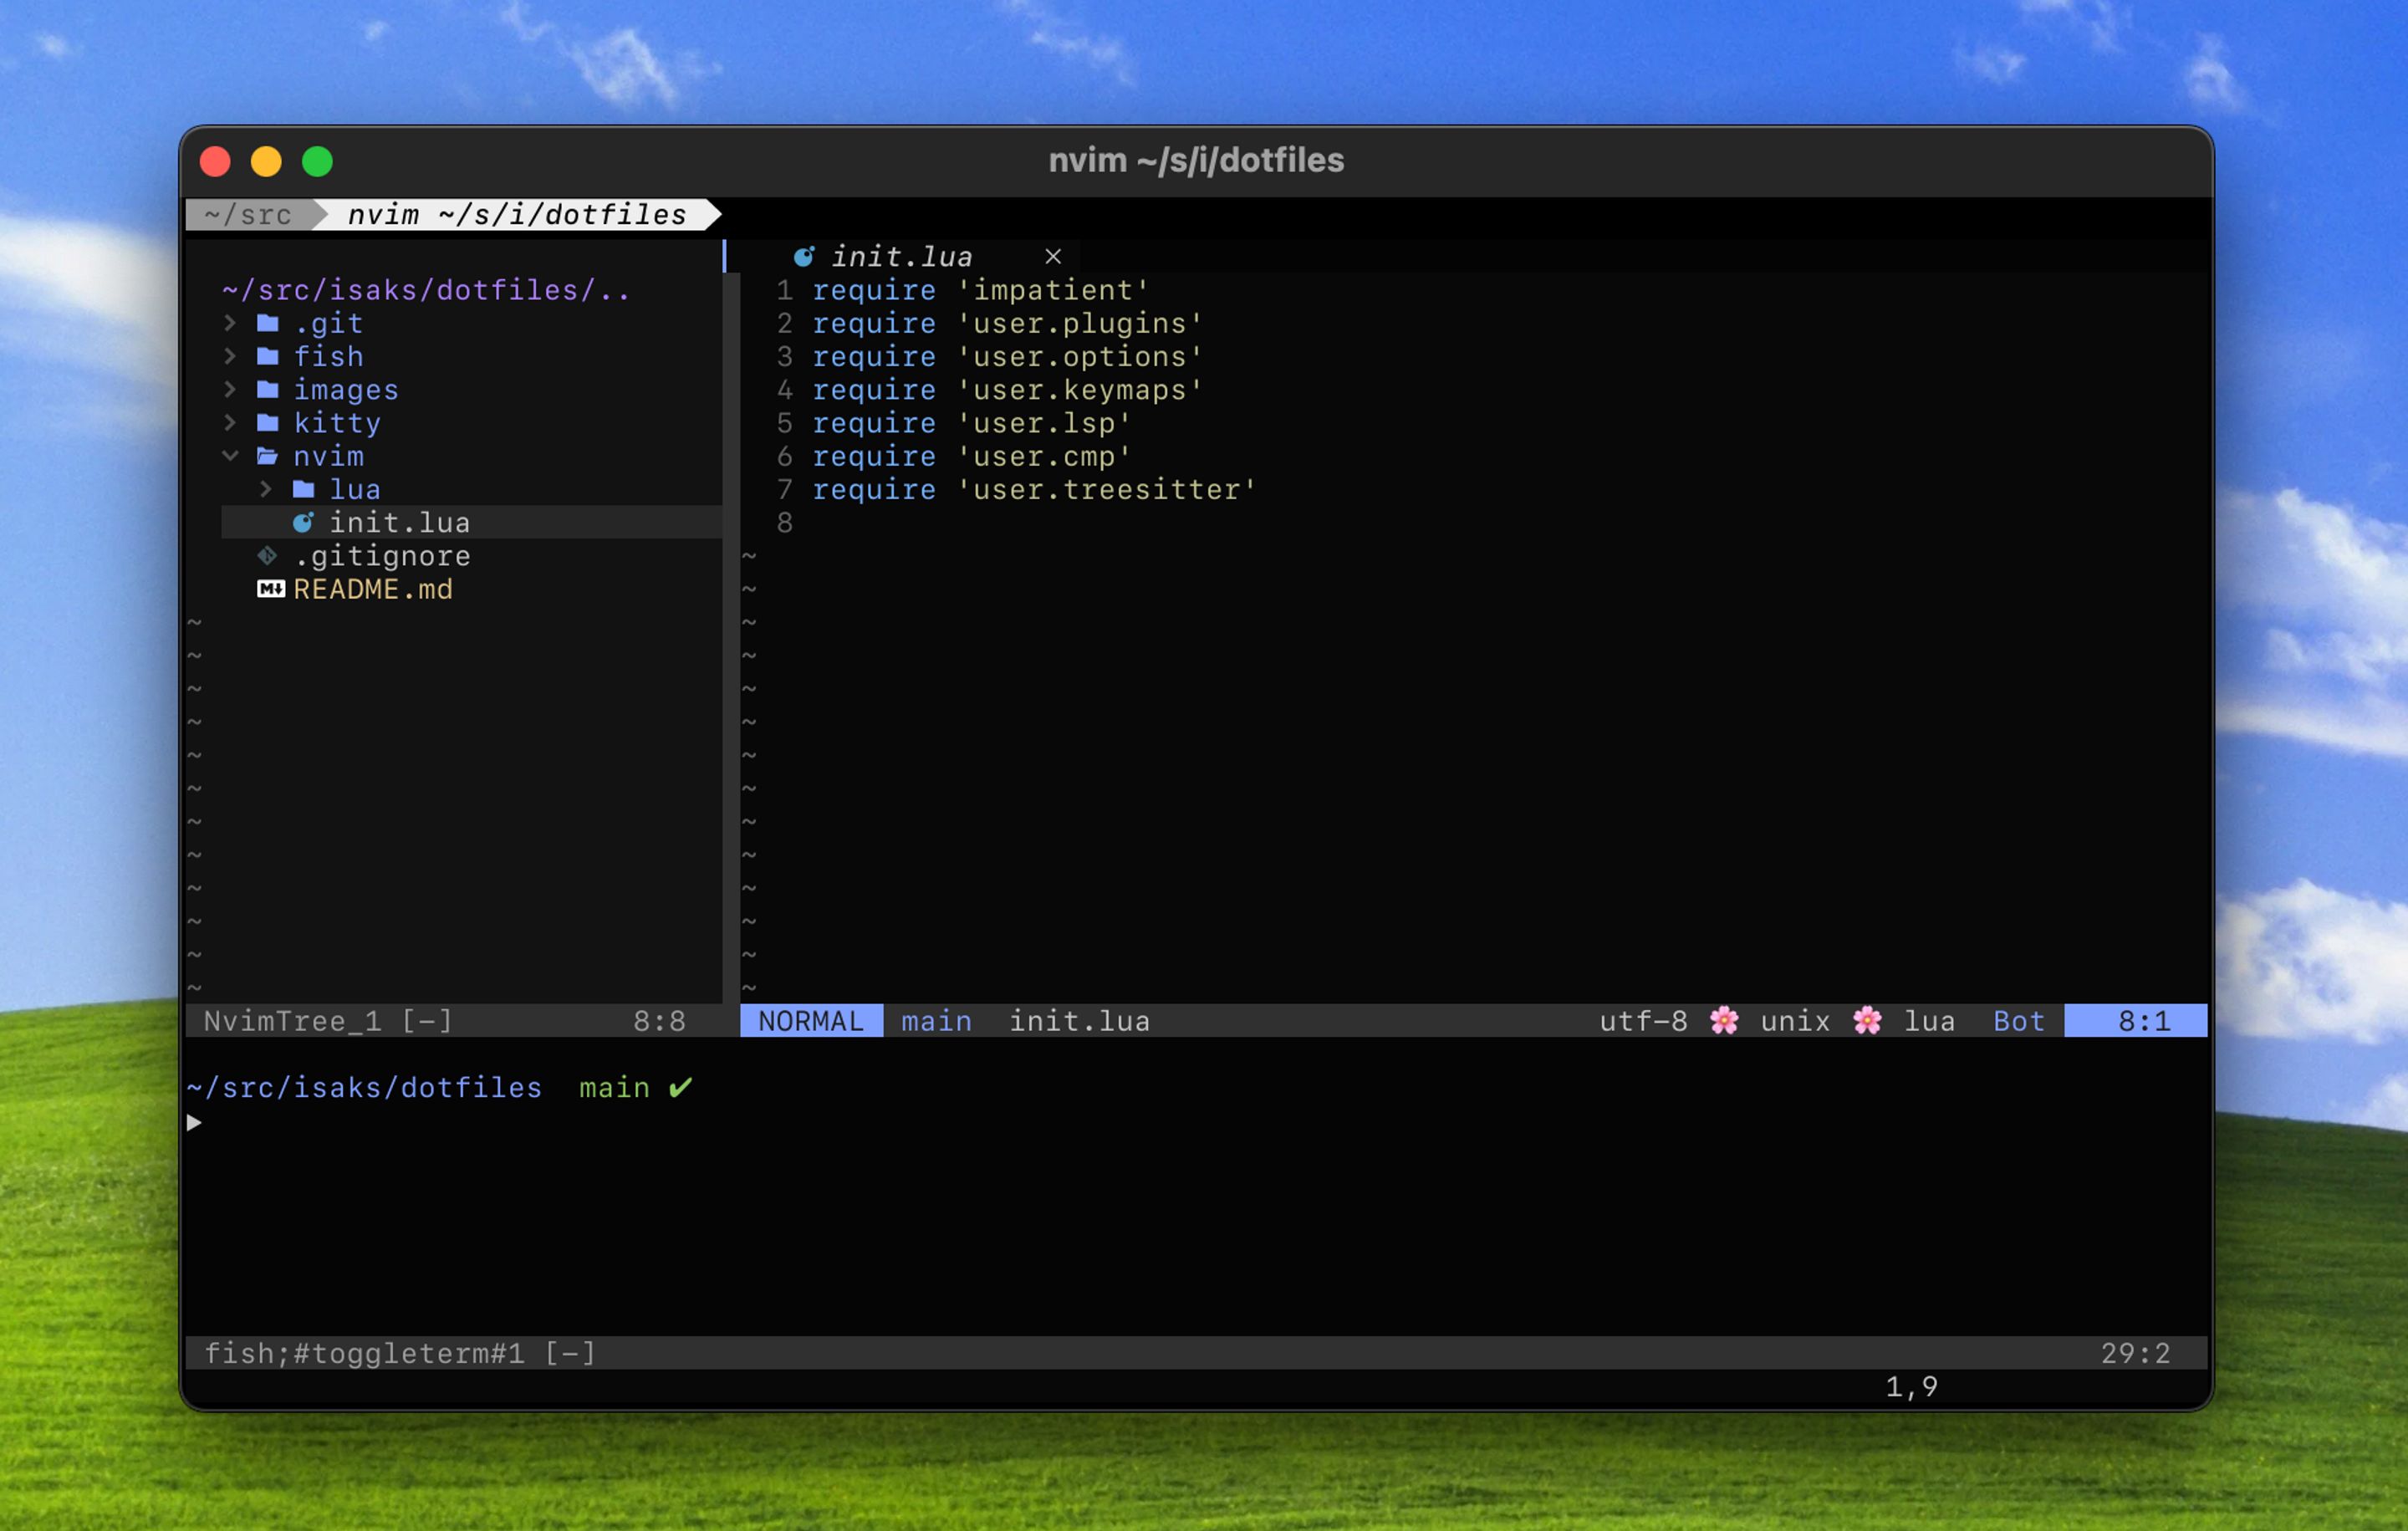 nvim ~/s/i/dotfiles
~/src nvim ~/s/i/dotfiles
~/src/isaks/dotfiles/..
.git
fish
images
kitty
nvim
lua
init.lua
.gitignore
README.md
~
~
~
~
~
~
~
~
~
~
~
~
NvimTree_1 [-] 8:8
init.lua ×
1 require 'impatient'
2 require 'user.plugins'
3 require 'user.options'
4 require 'user.keymaps'
5 require 'user.lsp'
6 require 'user.cmp'
7 require 'user.treesitter'
8
~
~
~
~
~
~
~
~
~
~
~
~
~
~
NORMAL main init.lua utf-8 🌸 unix 🌸 lua Bot 8:1
~/src/isaks/dotfiles main ✔
▶
fish;#toggleterm#1 [-] 29:2
1,9